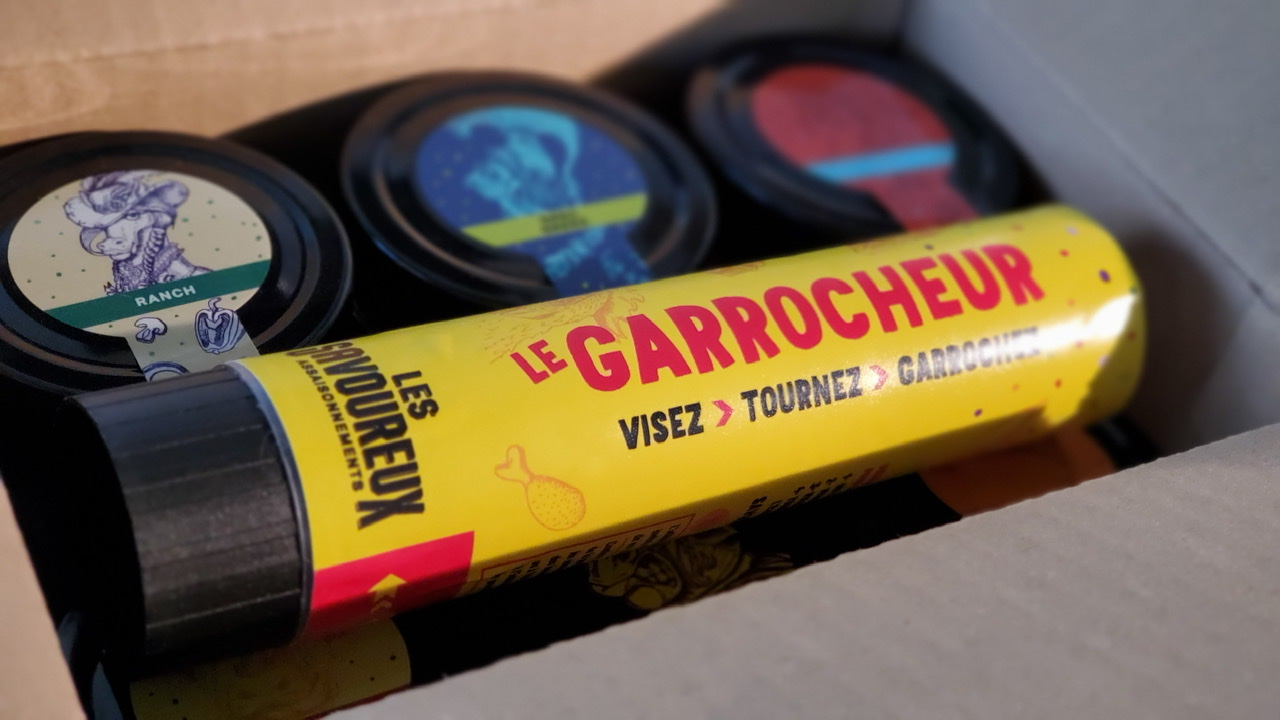 RANCH
LE GARROCHEUR
VISEZ > TOURNEZ > GARROCHEZ
LES
SAVOUREUX
ASSAISONNEMENTS